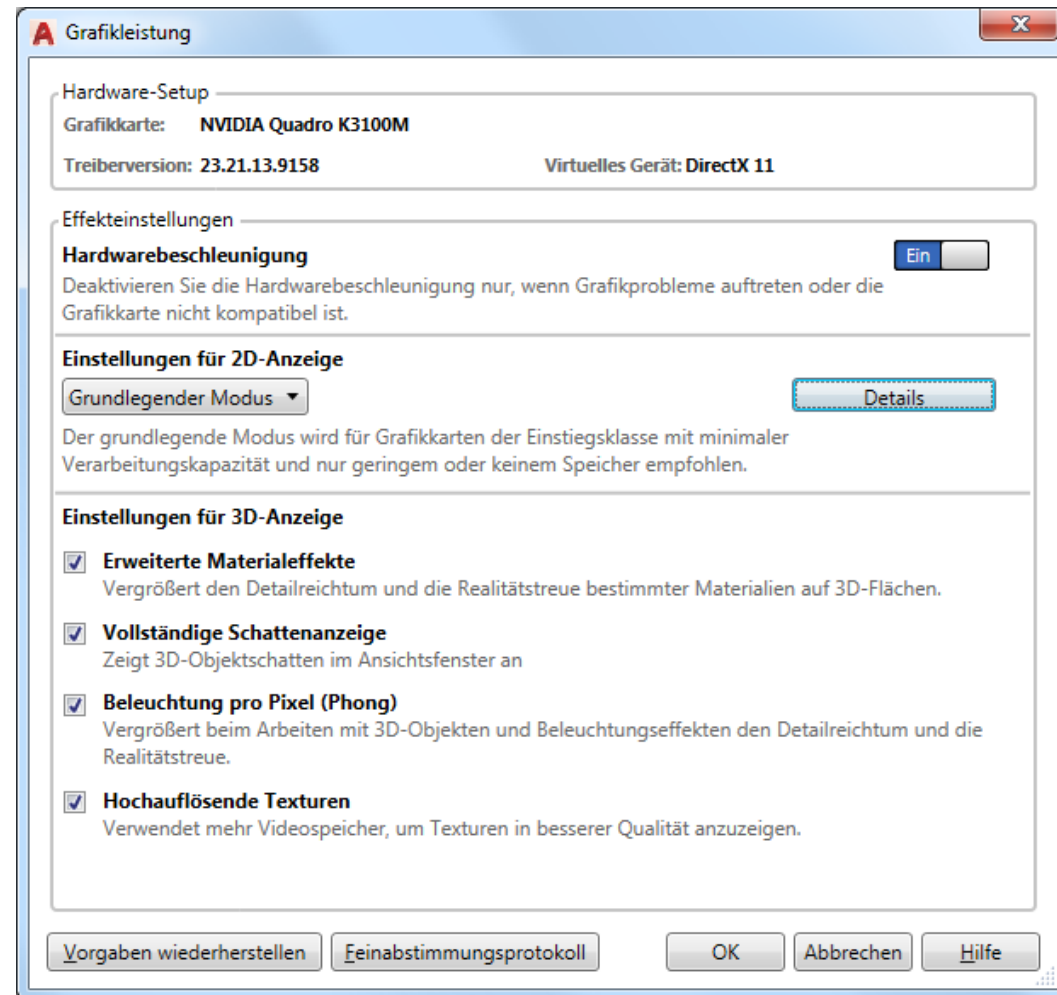 Grafikleistung
Hardware-Setup
Grafikkarte: NVIDIA Quadro K3100M
Treiberversion: 23.21.13.9158 Virtuelles Gerät: DirectX 11
Effekteinstellungen
Hardwarebeschleunigung Ein
Deaktivieren Sie die Hardwarebeschleunigung nur, wenn Grafikprobleme auftreten oder die
Grafikkarte nicht kompatibel ist.
Einstellungen für 2D-Anzeige
Grundlegender Modus Details
Der grundlegende Modus wird für Grafikkarten der Einstiegsklasse mit minimaler
Verarbeitungskapazität und nur geringem oder keinem Speicher empfohlen.
Einstellungen für 3D-Anzeige
Erweiterte Materialeffekte
Vergrößert den Detailreichtum und die Realitätstreue bestimmter Materialien auf 3D-Flächen.
Vollständige Schattenanzeige
Zeigt 3D-Objektschatten im Ansichtsfenster an
Beleuchtung pro Pixel (Phong)
Vergrößert beim Arbeiten mit 3D-Objekten und Beleuchtungseffekten den Detailreichtum und die
Realitätstreue.
Hochauflösende Texturen
Verwendet mehr Videospeicher, um Texturen in besserer Qualität anzuzeigen.
Vorgaben wiederherstellen Feinabstimmungsprotokoll OK Abbrechen Hilfe